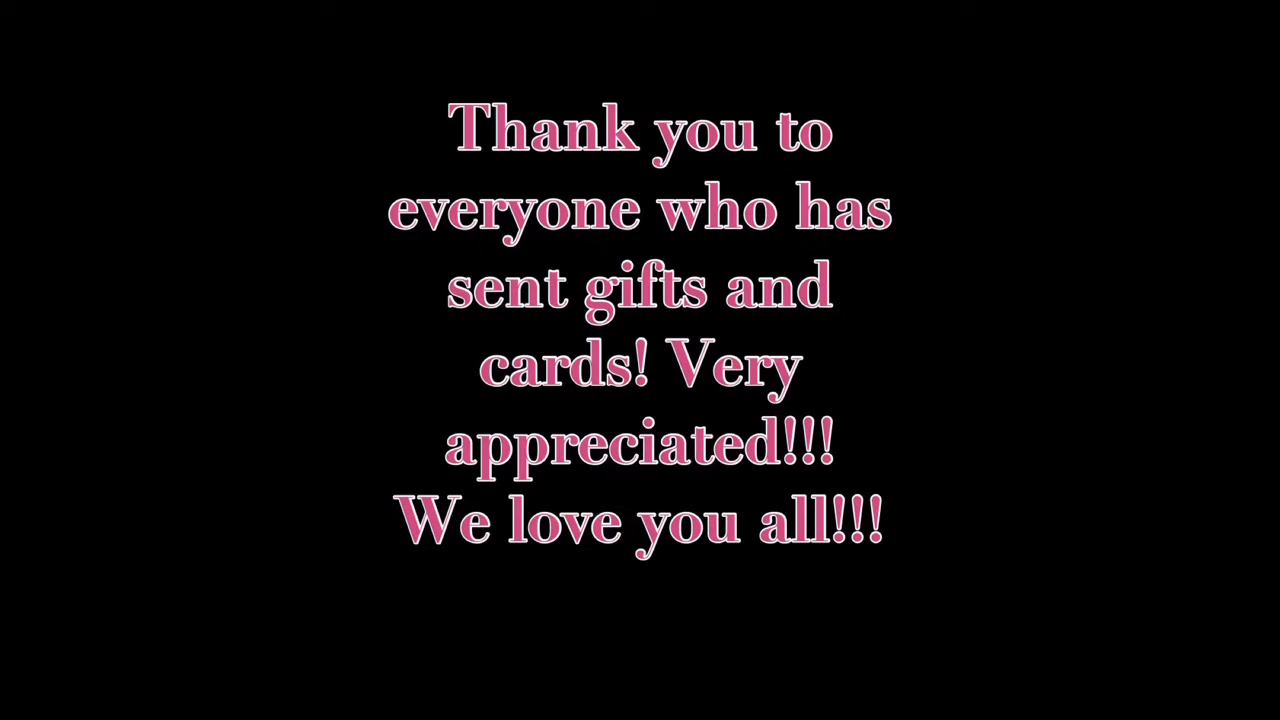 Thank you to
everyone who has
sent gifts and
cards! Very
appreciated!!!
We love you all!!!